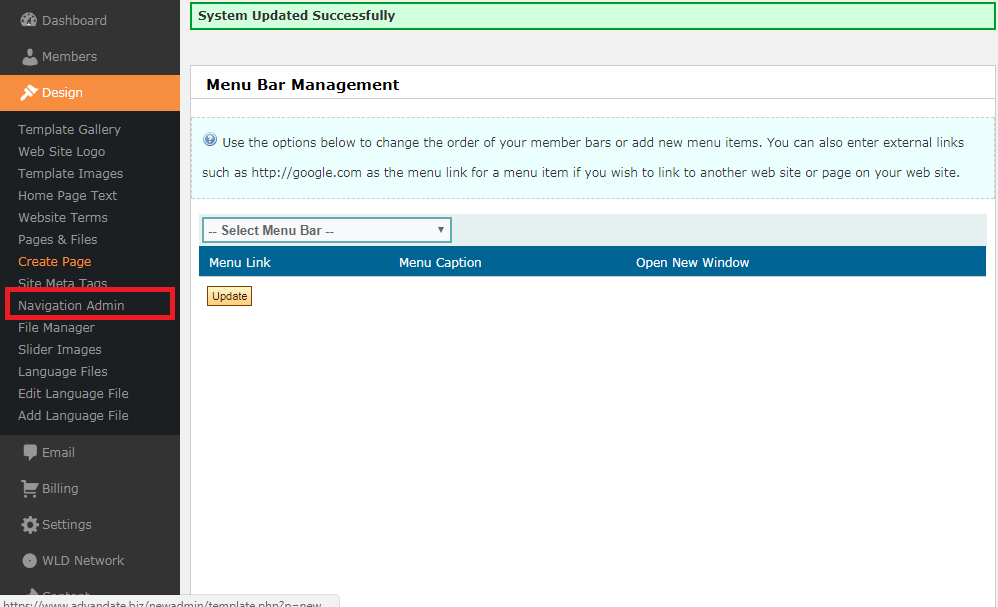 Dashboard
Members
Design
Template Gallery
Web Site Logo
Template Images
Home Page Text
Website Terms
Pages & Files
Create Page
Site Meta Tags
Navigation Admin
File Manager
Slider Images
Language Files
Edit Language File
Add Language File
Email
Billing
Settings
WLD Network
Content
https://www.advandate.biz/newadmin/template.php?p=new...
System Updated Successfully
Menu Bar Management
Use the options below to change the order of your member bars or add new menu items. You can also enter external links
such as http://google.com as the menu link for a menu item if you wish to link to another web site or page on your web site.
-- Select Menu Bar --
Menu Link Menu Caption Open New Window
Update